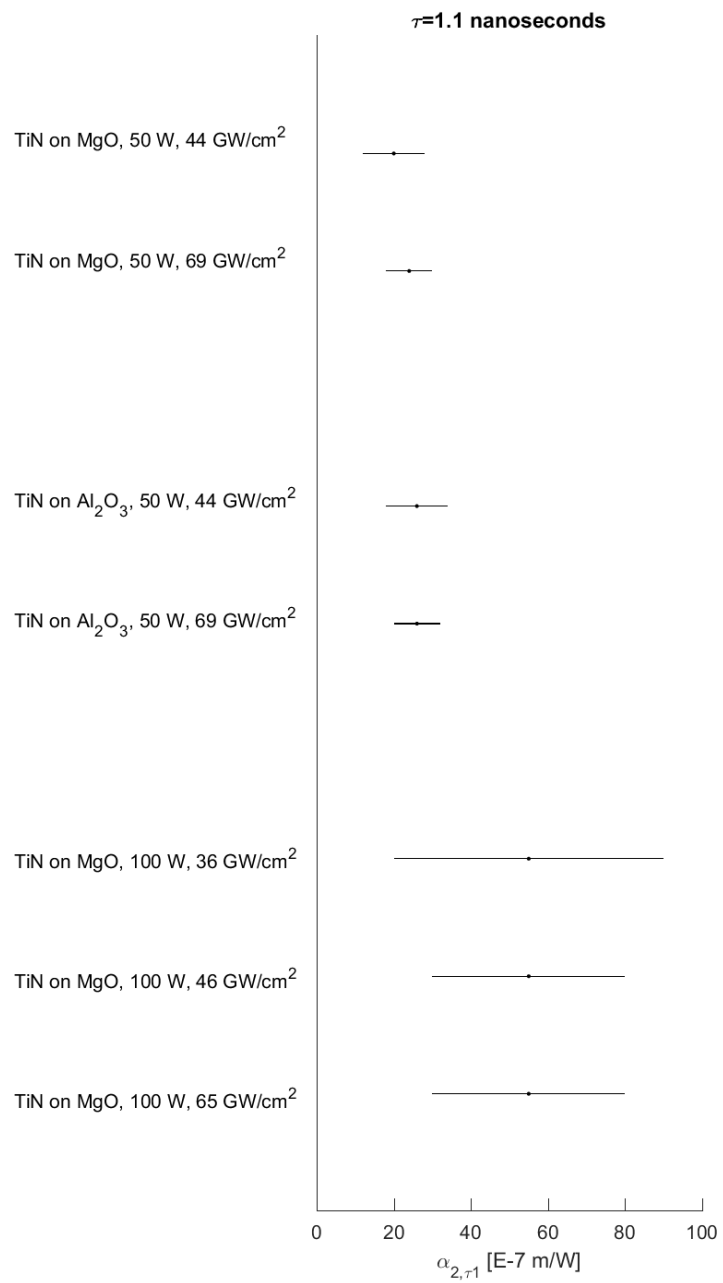 τ=1.1 nanoseconds
TiN on MgO, 50 W, 44 GW/cm²
TiN on MgO, 50 W, 69 GW/cm²
TiN on Al₂O₃, 50 W, 44 GW/cm²
TiN on Al₂O₃, 50 W, 69 GW/cm²
TiN on MgO, 100 W, 36 GW/cm²
TiN on MgO, 100 W, 46 GW/cm²
TiN on MgO, 100 W, 65 GW/cm²
0 20 40 60 80 100
α₂,τ₁ [E-7 m/W]